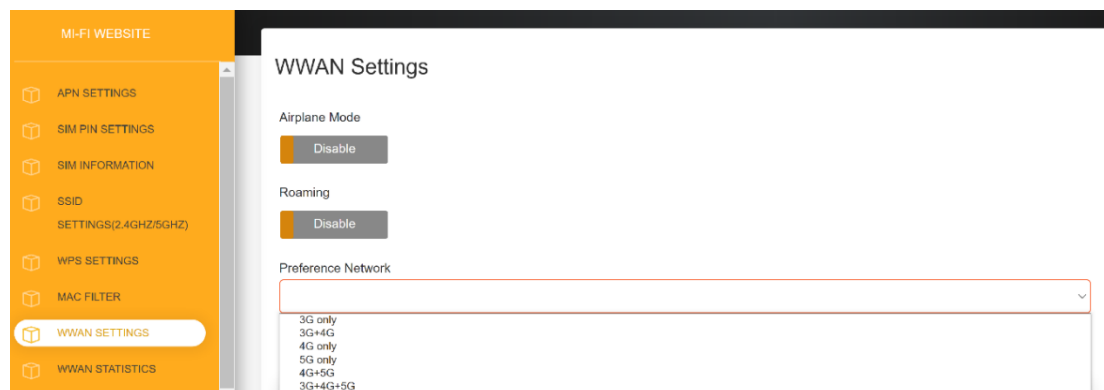 MI-FI WEBSITE
APN SETTINGS
SIM PIN SETTINGS
SIM INFORMATION
SSID
SETTINGS(2.4GHZ/5GHZ)
WPS SETTINGS
MAC FILTER
WWAN SETTINGS
WWAN STATISTICS
WWAN Settings
Airplane Mode
Disable
Roaming
Disable
Preference Network
3G only
3G+4G
4G only
5G only
4G+5G
3G+4G+5G